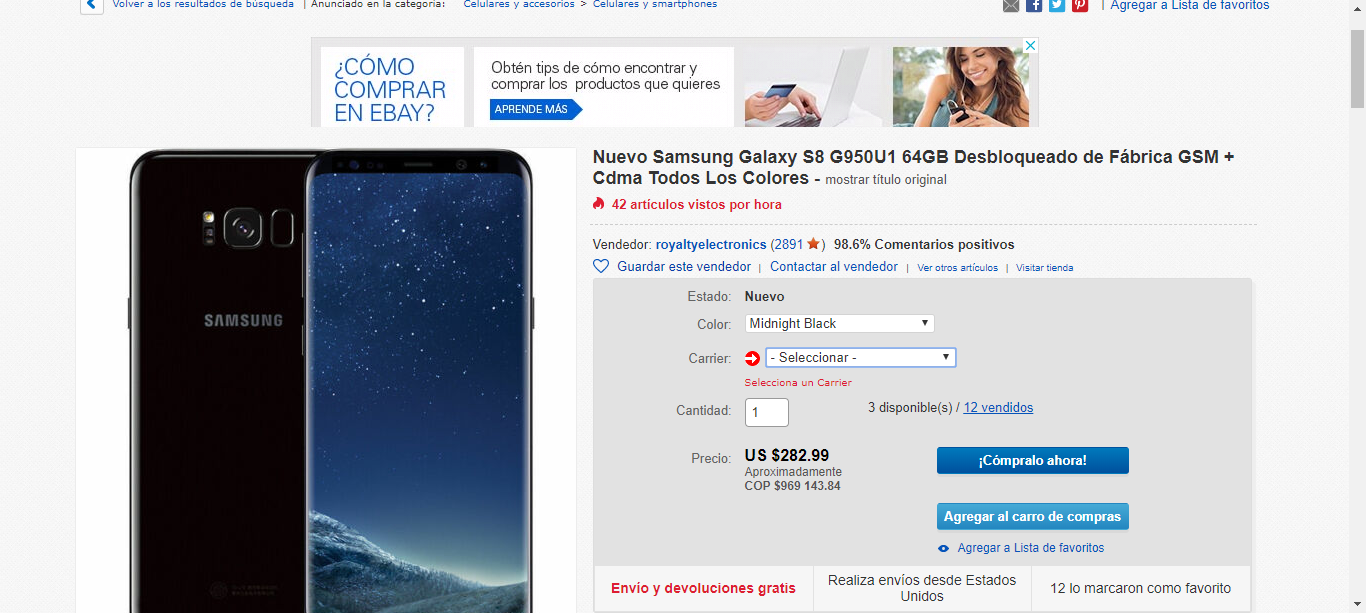 Volver a los resultados de búsqueda | Anunciado en la categoría: Celulares y accesorios > Celulares y smartphones
| Agregar a Lista de favoritos
¿CÓMO
COMPRAR
EN EBAY?
Obtén tips de cómo encontrar y
comprar los productos que quieres
APRENDE MÁS
SAMSUNG
Nuevo Samsung Galaxy S8 G950U1 64GB Desbloqueado de Fábrica GSM +
Cdma Todos Los Colores - mostrar título original
42 artículos vistos por hora
Vendedor: royaltyelectronics (2891 ) 98.6% Comentarios positivos
Guardar este vendedor | Contactar al vendedor | Ver otros artículos | Visitar tienda
Estado: Nuevo
Color: Midnight Black
Carrier: - Seleccionar -
Selecciona un Carrier
Cantidad: 1 3 disponible(s) / 12 vendidos
Precio: US $282.99
Aproximadamente
COP $969 143.84
¡Cómpralo ahora!
Agregar al carro de compras
Agregar a Lista de favoritos
Envío y devoluciones gratis
Realiza envíos desde Estados
Unidos
12 lo marcaron como favorito